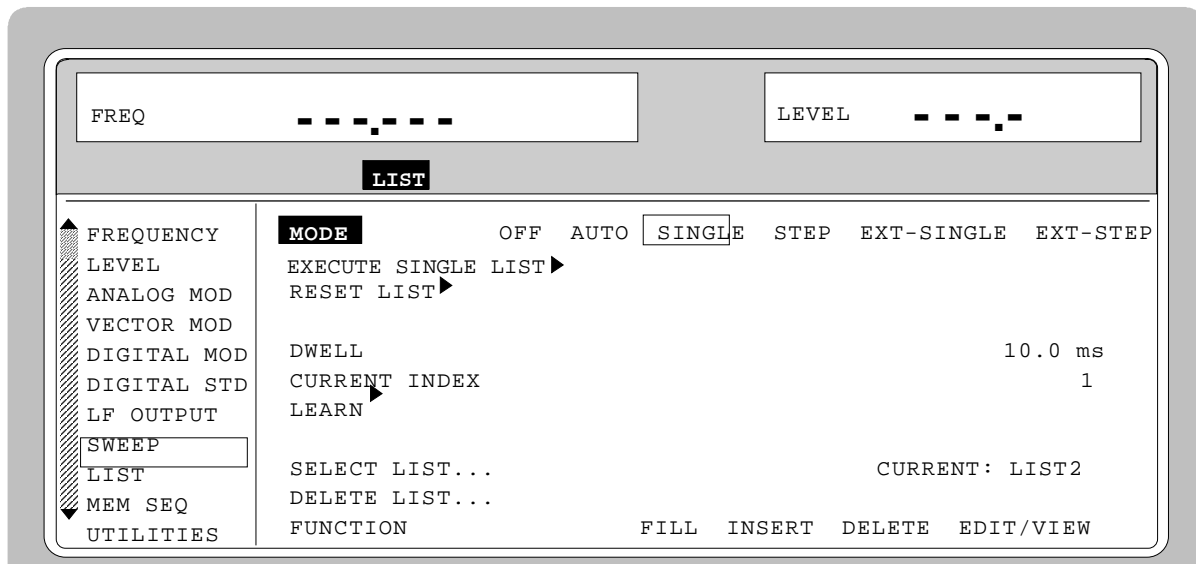 FREQ ---.--- LEVEL ---.-
LIST
FREQUENCY
LEVEL
ANALOG MOD
VECTOR MOD
DIGITAL MOD
DIGITAL STD
LF OUTPUT
SWEEP
LIST
MEM SEQ
UTILITIES
MODE OFF AUTO SINGLE STEP EXT-SINGLE EXT-STEP
EXECUTE SINGLE LIST
RESET LIST
DWELL 10.0 ms
CURRENT INDEX 1
LEARN
SELECT LIST... CURRENT: LIST2
DELETE LIST...
FUNCTION FILL INSERT DELETE EDIT/VIEW